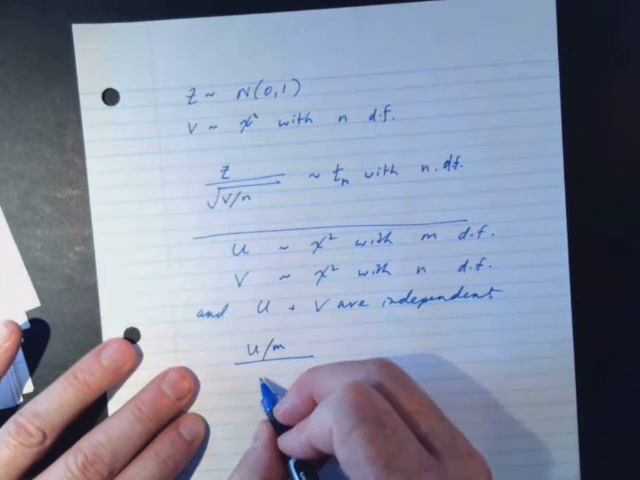 Z ~ N(0,1)
V ~ χ² with n d.f.
Z / √V/n ~ tₙ with n.d.f.
U ~ χ² with m d.f.
V ~ χ² with n d.f.
and U + V are independent
U/m